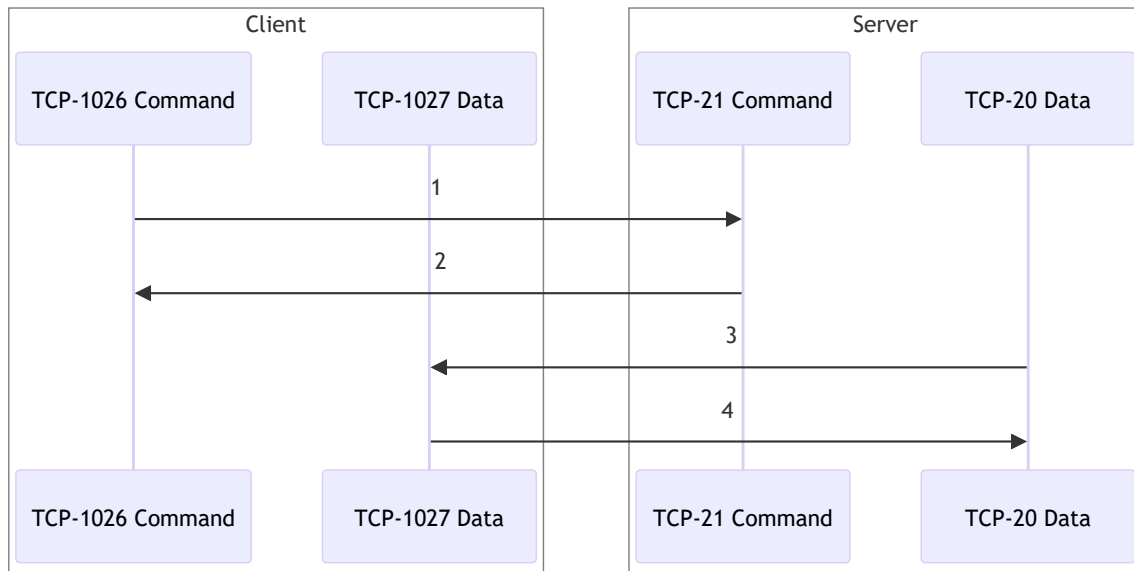 Client
Server
TCP-1026 Command
TCP-1027 Data
TCP-21 Command
TCP-20 Data
1
2
3
4
TCP-1026 Command
TCP-1027 Data
TCP-21 Command
TCP-20 Data